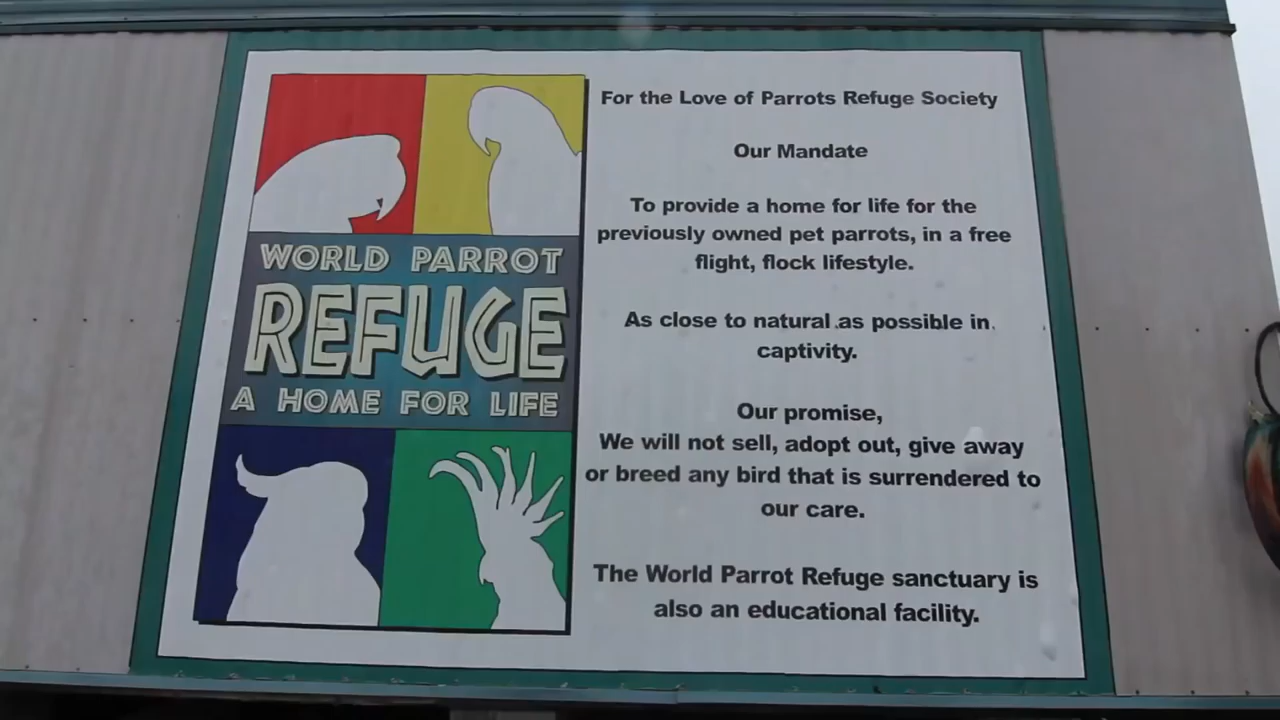 WORLD PARROT
REFUGE
A HOME FOR LIFE
For the Love of Parrots Refuge Society
Our Mandate
To provide a home for life for the
previously owned pet parrots, in a free
flight, flock lifestyle.
As close to natural as possible in
captivity.
Our promise,
We will not sell, adopt out, give away
or breed any bird that is surrendered to
our care.
The World Parrot Refuge sanctuary is
also an educational facility.